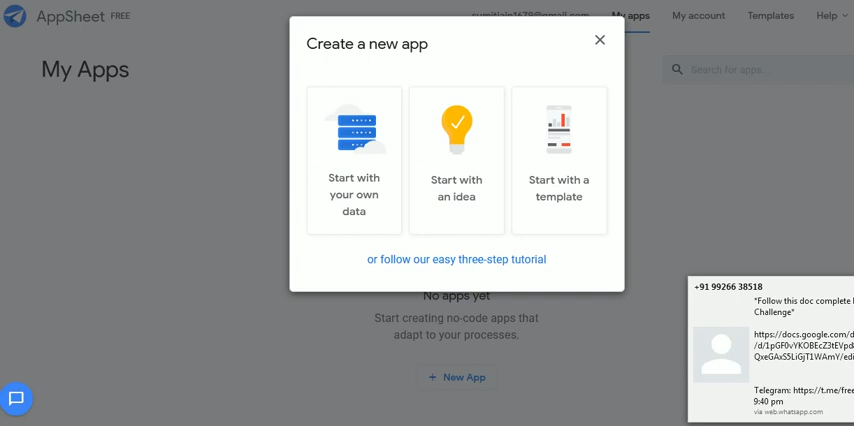 AppSheet FREE
My apps
My account
Templates
Help
My Apps
Search for apps..
Create a new app
Start with
your own
data
Start with
an idea
Start with a
template
or follow our easy three-step tutorial
No apps yet
Start creating no-code apps that
adapt to your processes.
+ New App
+91 99266 38518
*Follow this doc complete
Challenge*
https://docs.google.com/d
Telegram: https://t.me/free
9:40 pm
via web.whatsapp.com